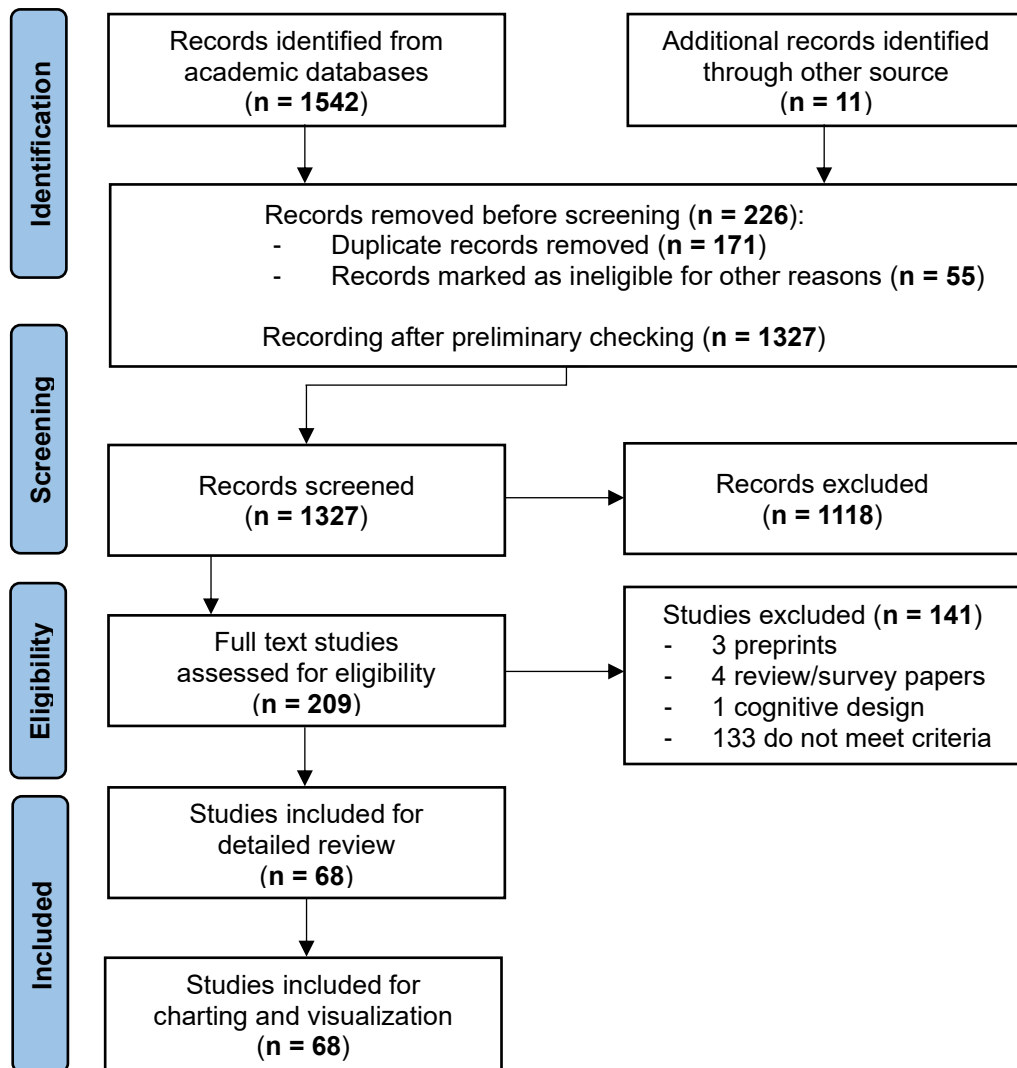 Identification
Records identified from
academic databases
(n = 1542)
Additional records identified
through other source
(n = 11)
Records removed before screening (n = 226):
- Duplicate records removed (n = 171)
- Records marked as ineligible for other reasons (n = 55)
Recording after preliminary checking (n = 1327)
Screening
Records screened
(n = 1327)
Records excluded
(n = 1118)
Eligibility
Full text studies
assessed for eligibility
(n = 209)
Studies excluded (n = 141)
- 3 preprints
- 4 review/survey papers
- 1 cognitive design
- 133 do not meet criteria
Included
Studies included for
detailed review
(n = 68)
Studies included for
charting and visualization
(n = 68)